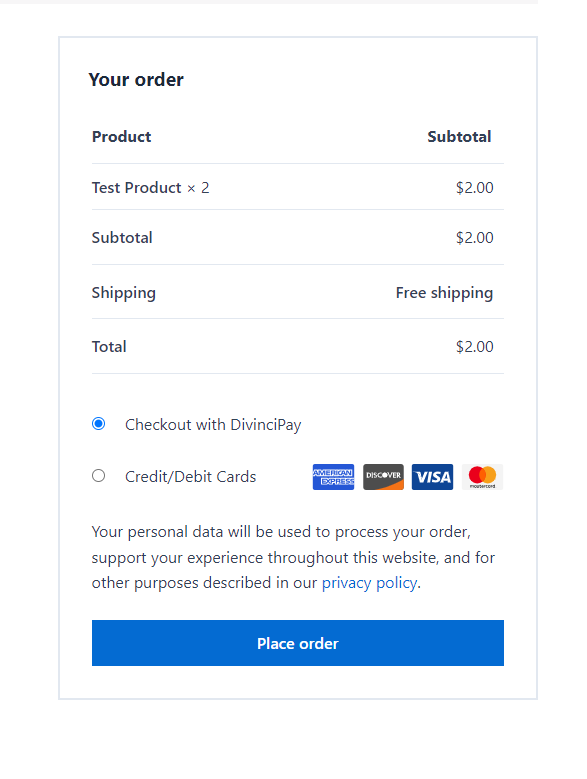 Your order
Product Subtotal
Test Product × 2 $2.00
Subtotal $2.00
Shipping Free shipping
Total $2.00
Checkout with DivinciPay
Credit/Debit Cards AMERICAN EXPRESS DISCOVER VISA mastercard
Your personal data will be used to process your order,
support your experience throughout this website, and for
other purposes described in our privacy policy.
Place order